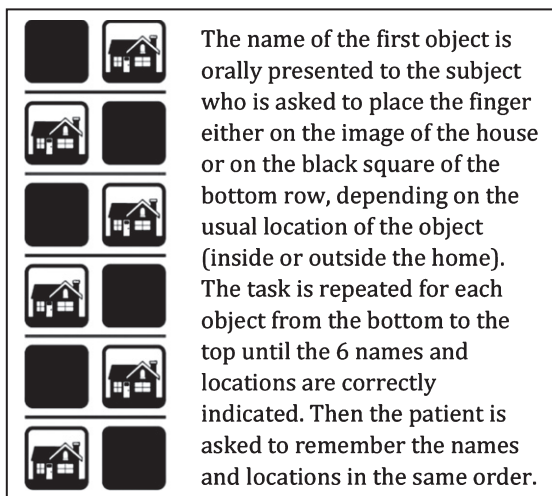 The name of the first object is
orally presented to the subject
who is asked to place the finger
either on the image of the house
or on the black square of the
bottom row, depending on the
usual location of the object
(inside or outside the home).
The task is repeated for each
object from the bottom to the
top until the 6 names and
locations are correctly
indicated. Then the patient is
asked to remember the names
and locations in the same order.